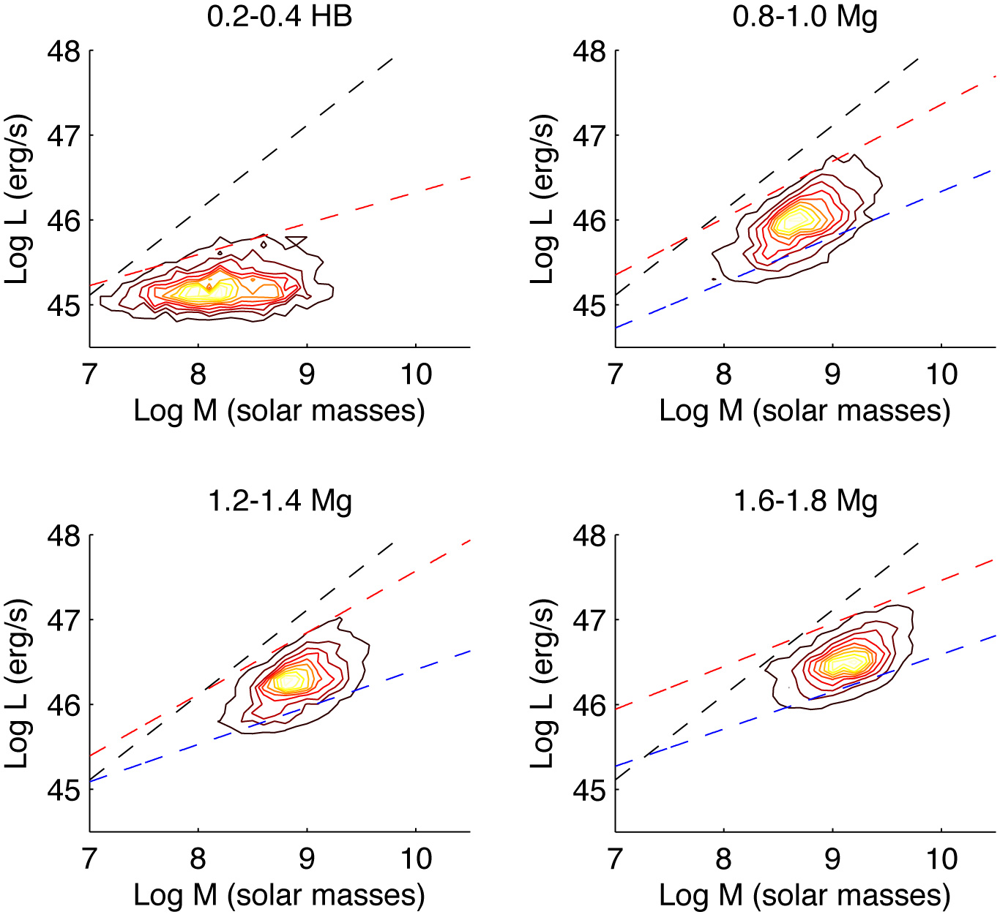 0.2-0.4 HB
48
47
46
45
Log L (erg/s)
7 8 9 10
Log M (solar masses)
0.8-1.0 Mg
48
47
46
45
Log L (erg/s)
7 8 9 10
Log M (solar masses)
1.2-1.4 Mg
48
47
46
45
Log L (erg/s)
7 8 9 10
Log M (solar masses)
1.6-1.8 Mg
48
47
46
45
Log L (erg/s)
7 8 9 10
Log M (solar masses)